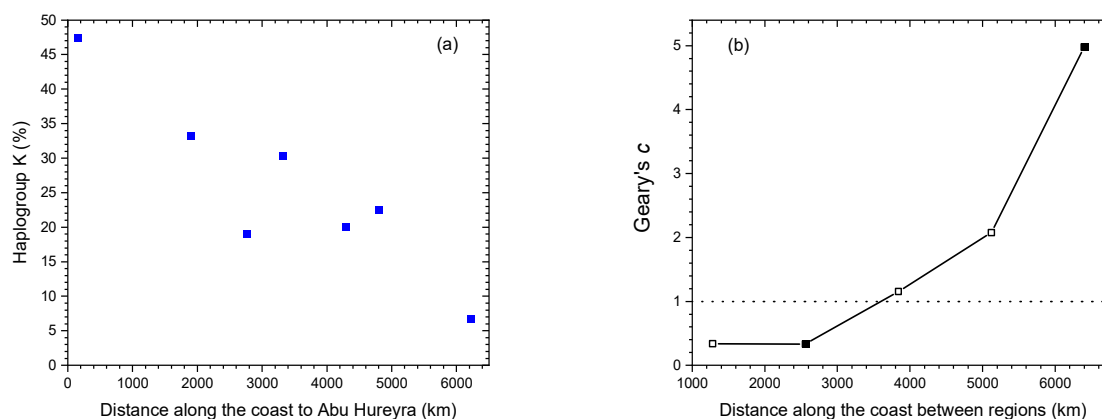 50
45
40
35
30
25
20
15
10
5
0
Haplogroup K (%)
(a)
0 1000 2000 3000 4000 5000 6000
Distance along the coast to Abu Hureyra (km)
5
4
3
2
1
0
Geary's c
(b)
1000 2000 3000 4000 5000 6000
Distance along the coast between regions (km)